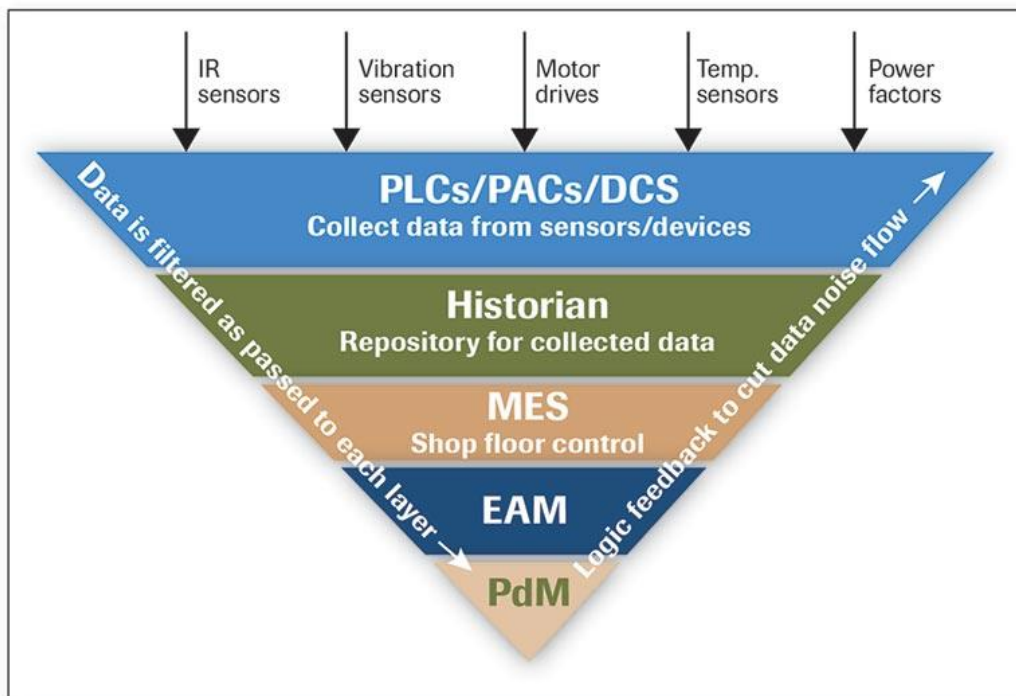 IR
sensors
Vibration
sensors
Motor
drives
Temp.
sensors
Power
factors
PLCs/PACs/DCS
Collect data from sensors/devices
Historian
Repository for collected data
MES
Shop floor control
EAM
PdM
Data is filtered as passed to each layer
Logic feedback to cut data noise flow